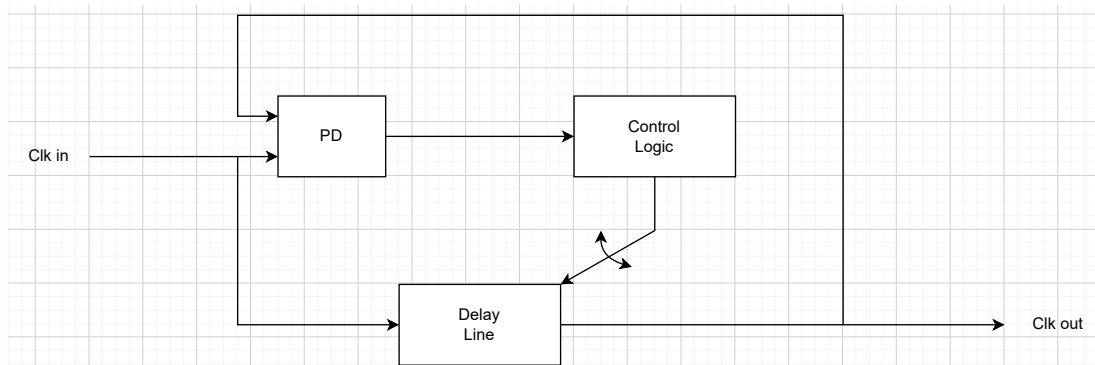 PD
Control
Logic
Clk in
Delay
Line
Clk out